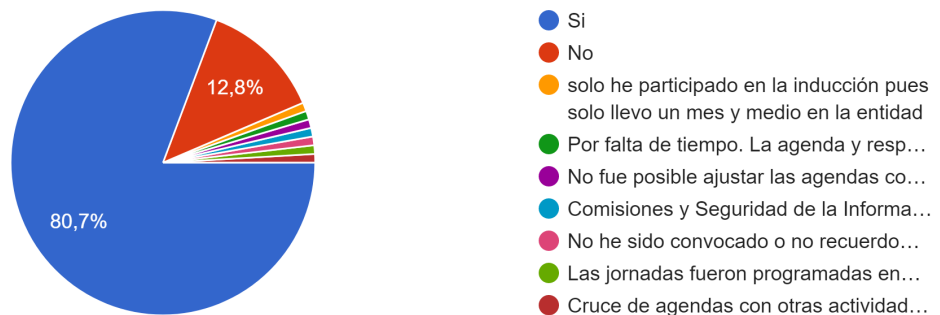 80,7%
12,8%
Si
No
solo he participado en la inducción pues
solo llevo un mes y medio en la entidad
Por falta de tiempo. La agenda y resp…
No fue posible ajustar las agendas co…
Comisiones y Seguridad de la Informa…
No he sido convocado o no recuerdo…
Las jornadas fueron programadas en…
Cruce de agendas con otras actividad…